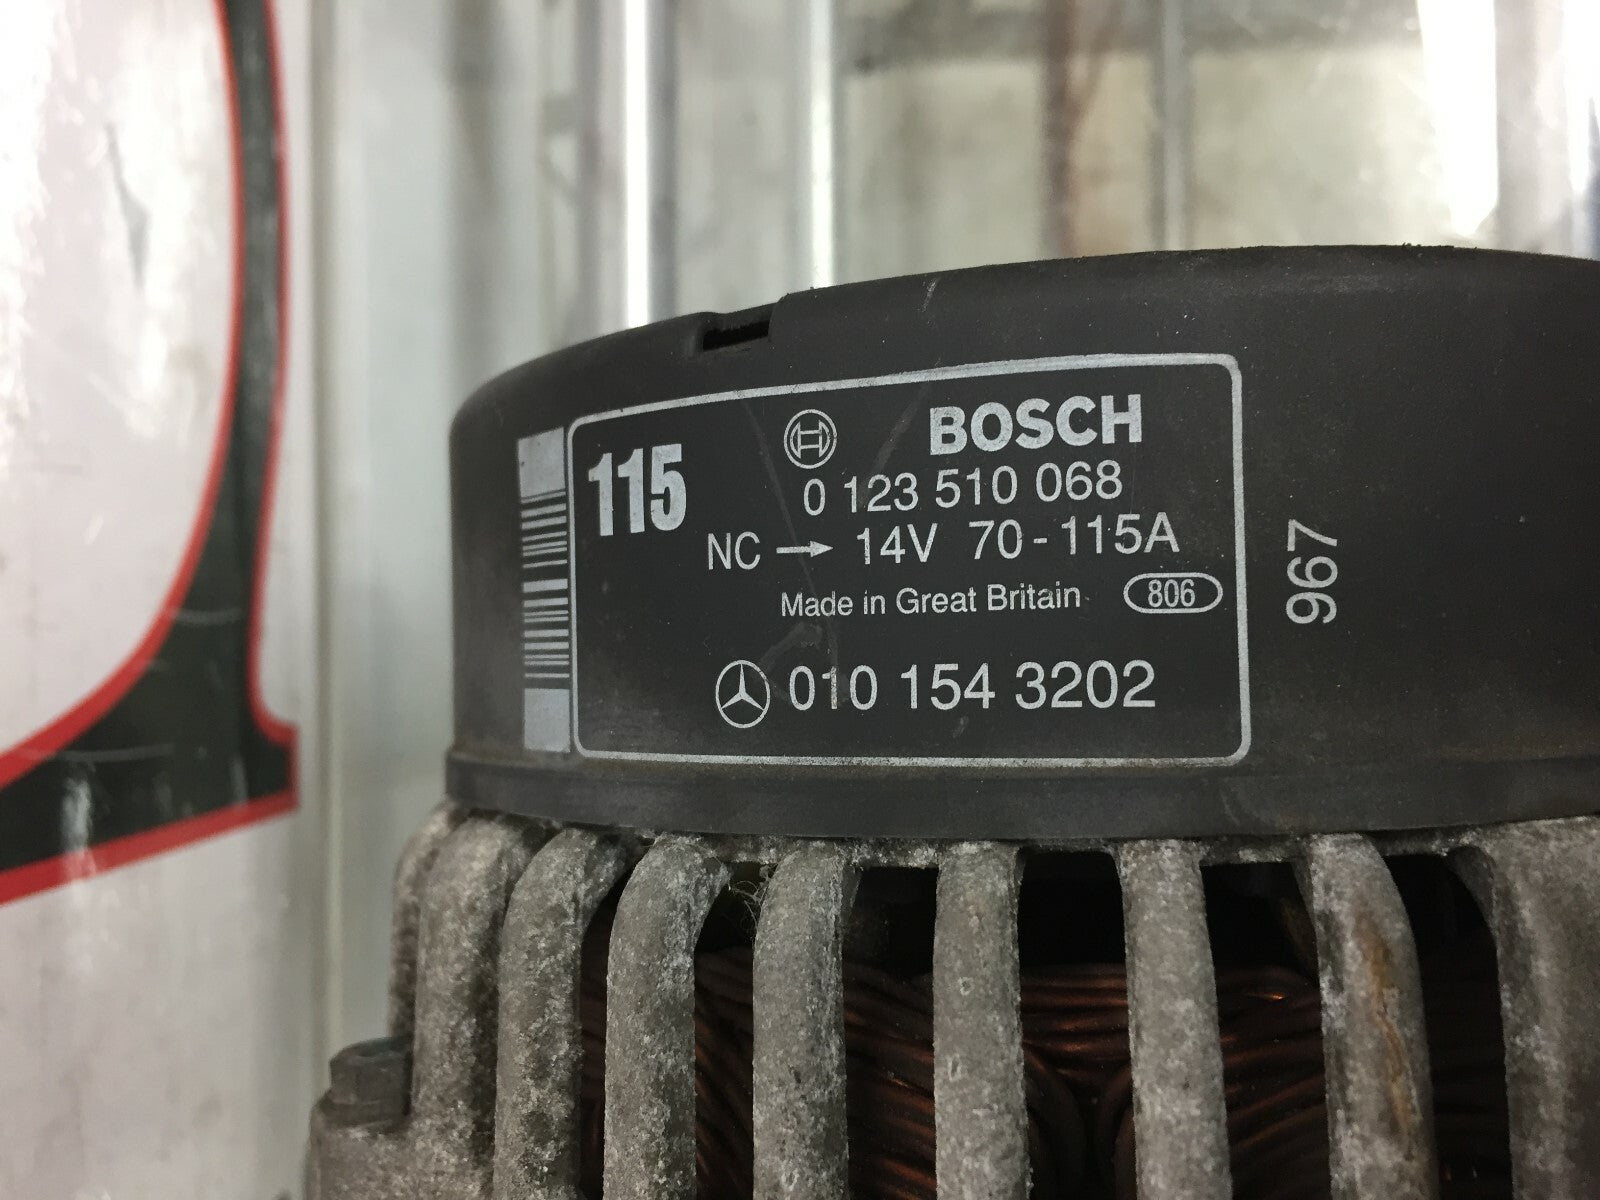 115
BOSCH
0 123 510 068
NC → 14V 70-115A
Made in Great Britain 806
010 154 3202
967